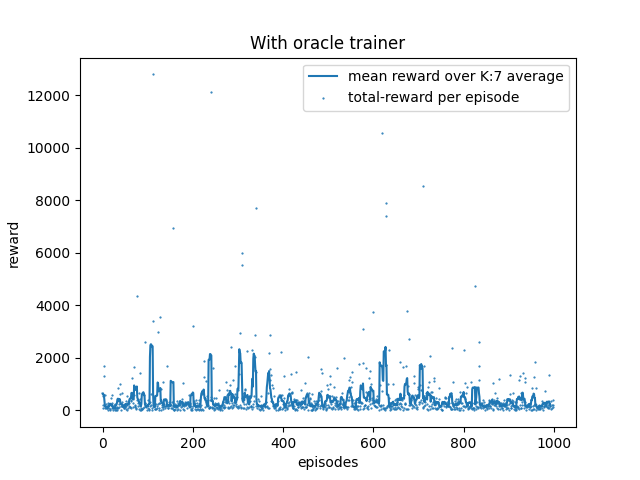 With oracle trainer
mean reward over K:7 average
total-reward per episode
12000
10000
8000
6000
4000
2000
0
reward
0 200 400 600 800 1000
episodes